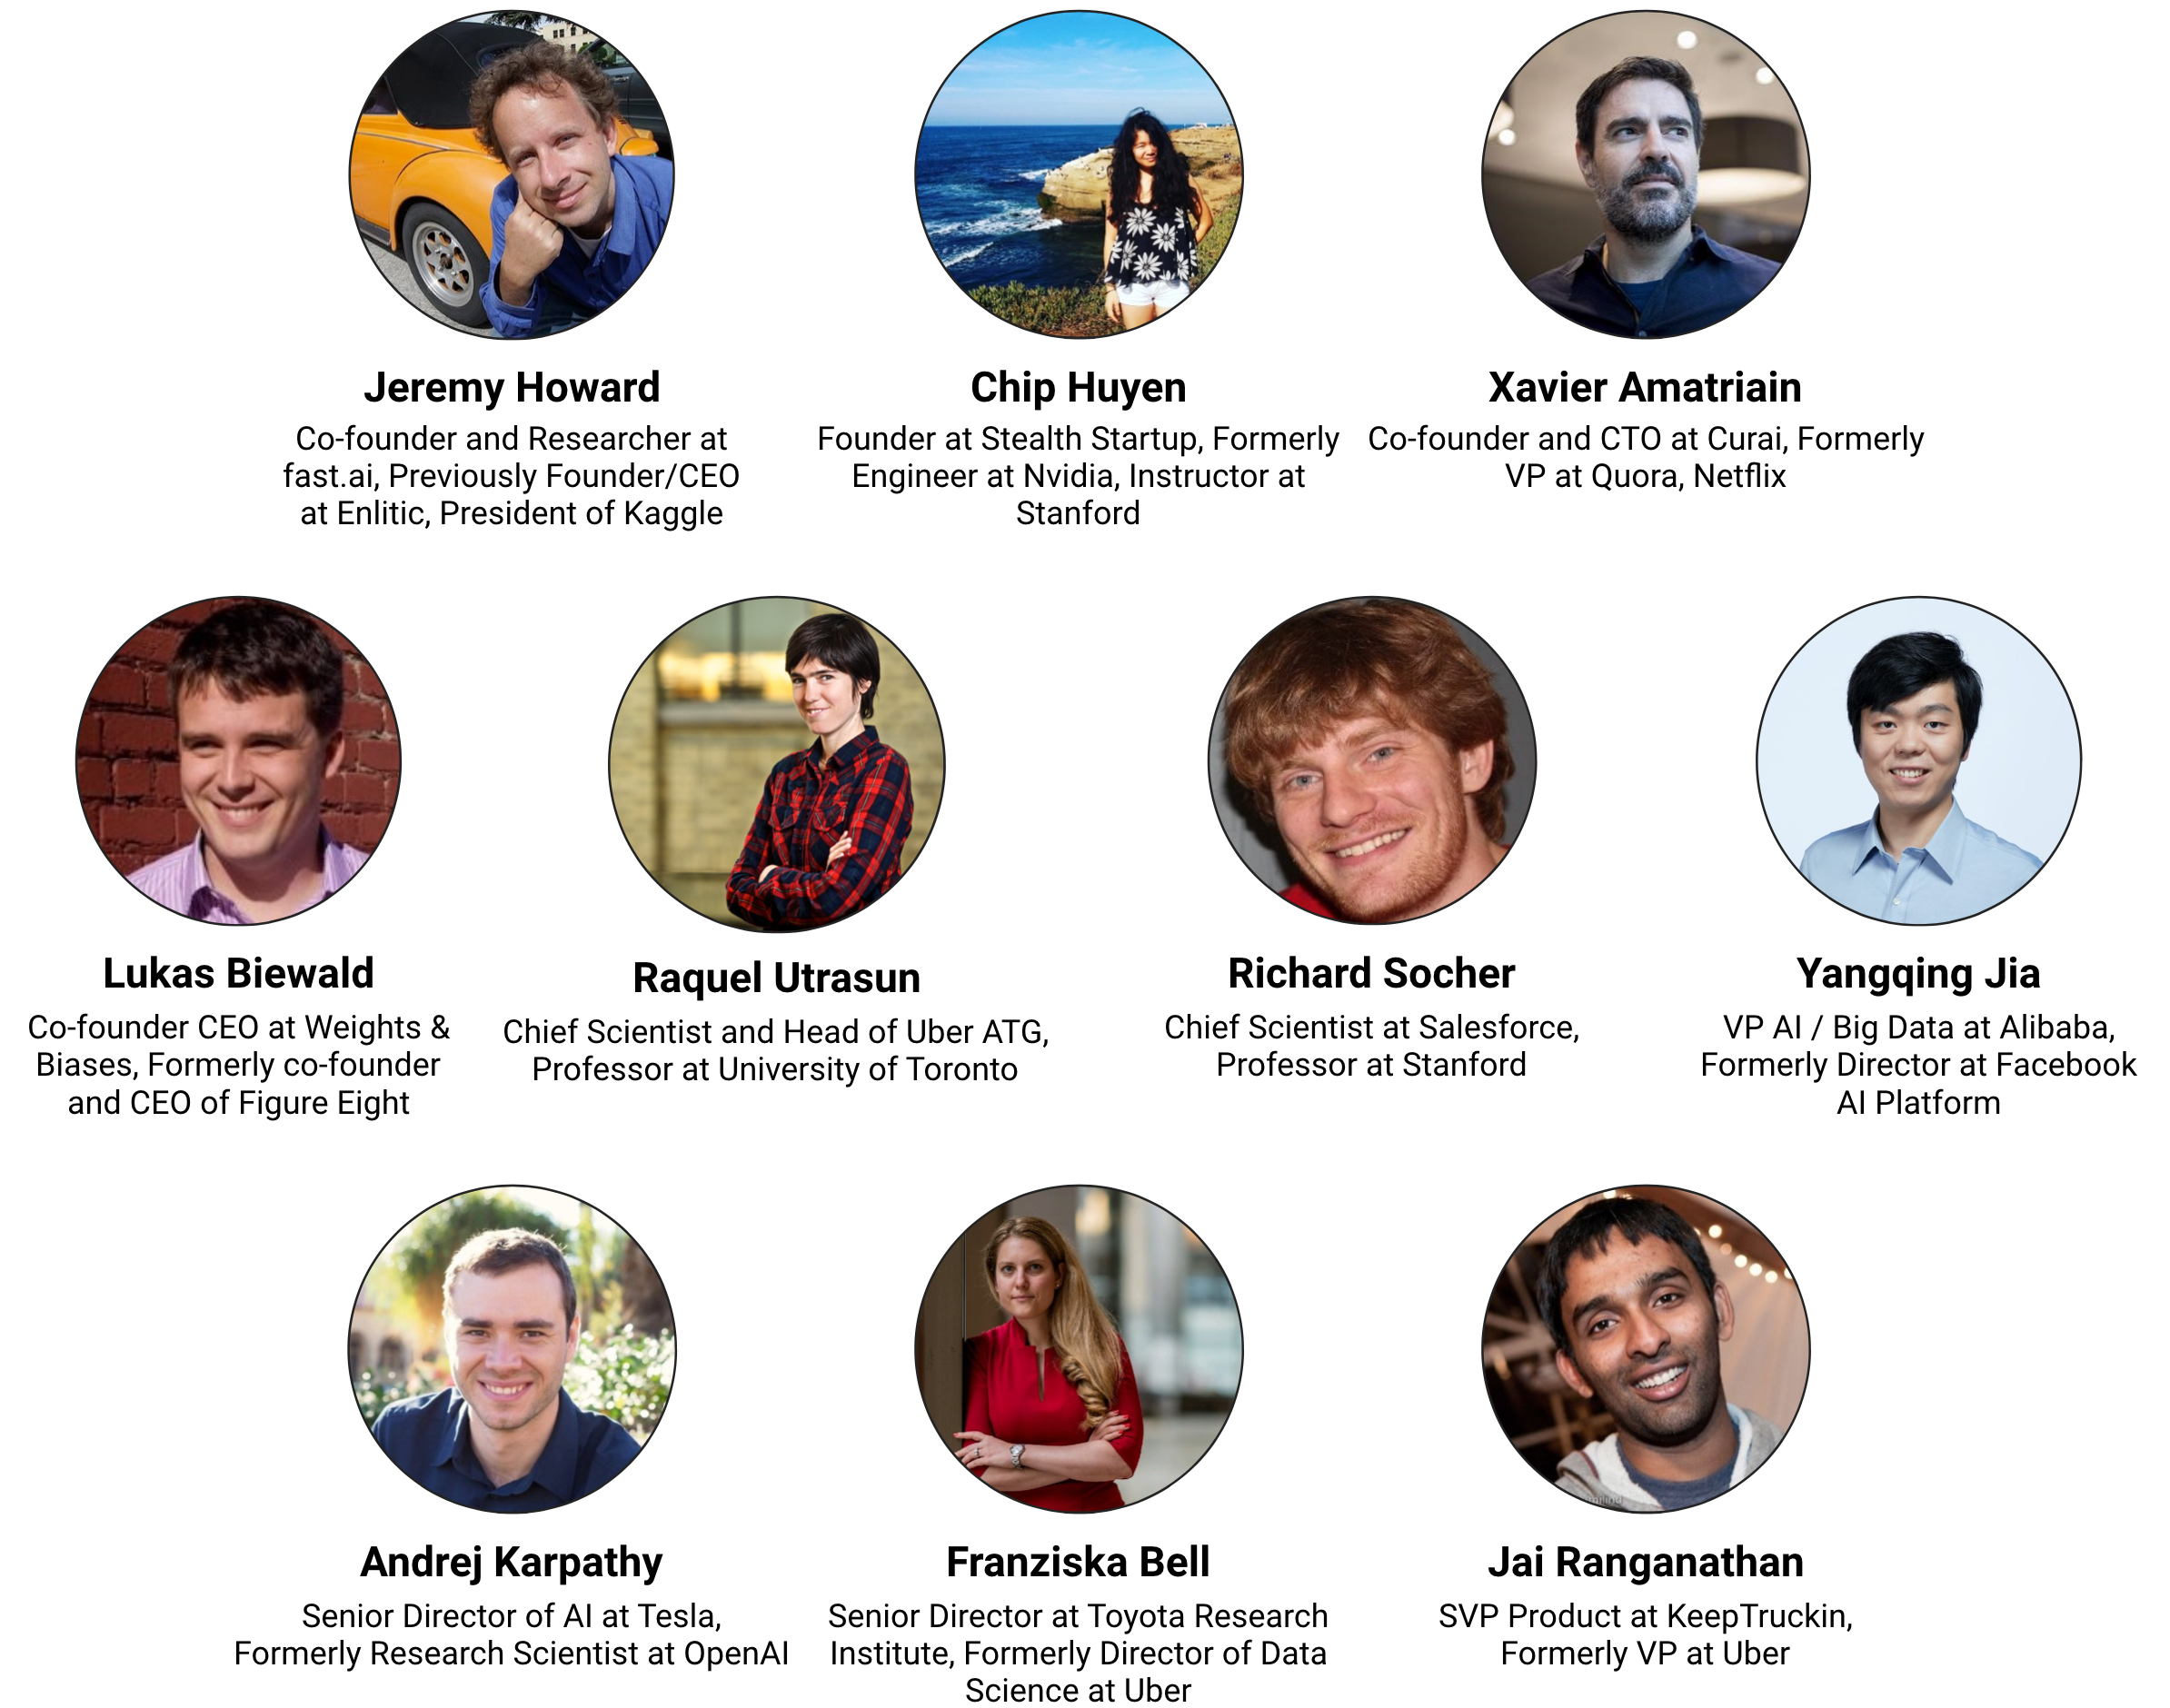 Jeremy Howard
Co-founder and Researcher at
fast.ai, Previously Founder/CEO
at Enlitic, President of Kaggle
Chip Huyen
Founder at Stealth Startup, Formerly
Engineer at Nvidia, Instructor at
Stanford
Xavier Amatriain
Co-founder and CTO at Curai, Formerly
VP at Quora, Netflix
Lukas Biewald
Co-founder CEO at Weights &
Biases, Formerly co-founder
and CEO of Figure Eight
Raquel Utrasun
Chief Scientist and Head of Uber ATG,
Professor at University of Toronto
Richard Socher
Chief Scientist at Salesforce,
Professor at Stanford
Yangqing Jia
VP AI / Big Data at Alibaba,
Formerly Director at Facebook
AI Platform
Andrej Karpathy
Senior Director of AI at Tesla,
Formerly Research Scientist at OpenAI
Franziska Bell
Senior Director at Toyota Research
Institute, Formerly Director of Data
Science at Uber
Jai Ranganathan
SVP Product at KeepTruckin,
Formerly VP at Uber